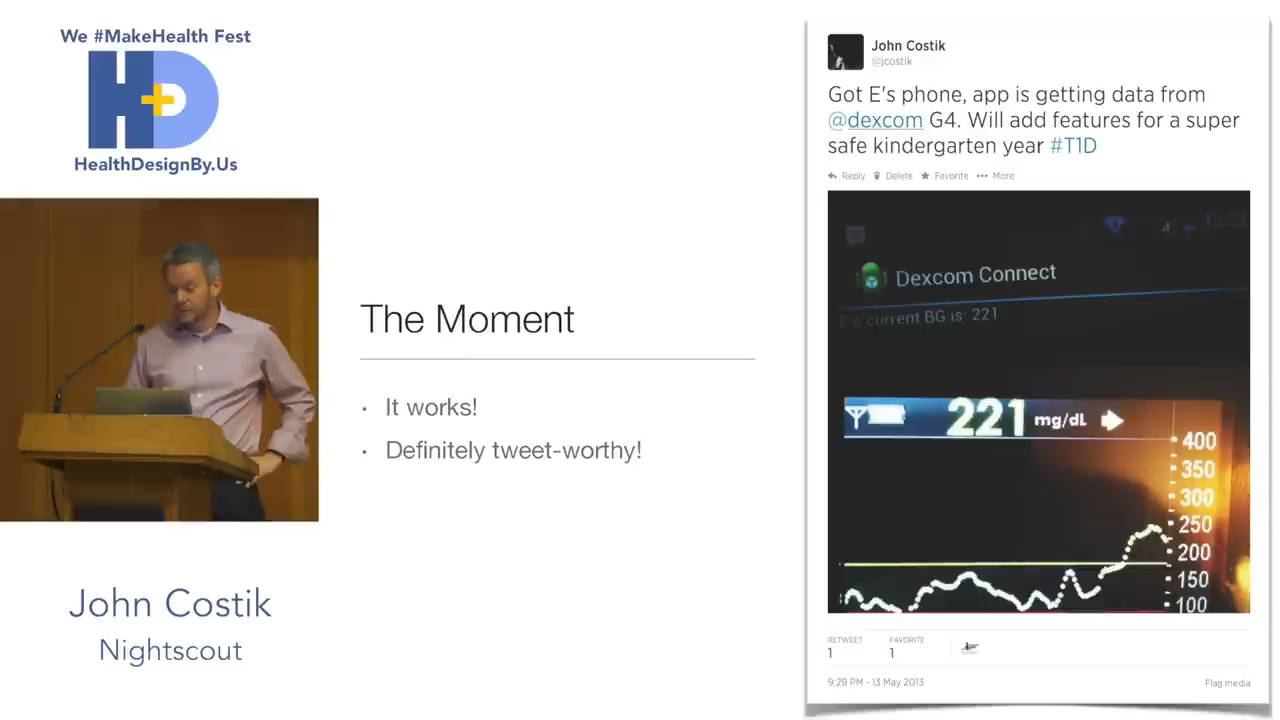 We #MakeHealth Fest
H+D
HealthDesignBy.Us
John Costik
Nightscout
The Moment
• It works!
• Definitely tweet-worthy!
John Costik
@jcostik
Got E's phone, app is getting data from
@dexcom G4. Will add features for a super
safe kindergarten year #T1D
Reply Delete Favorite ••• More
Dexcom Connect
E's current BG is: 221
221 mg/dL
400
350
300
250
200
150
100
RETWEET FAVORITE
1 1
9:29 PM - 13 May 2013 Flag media